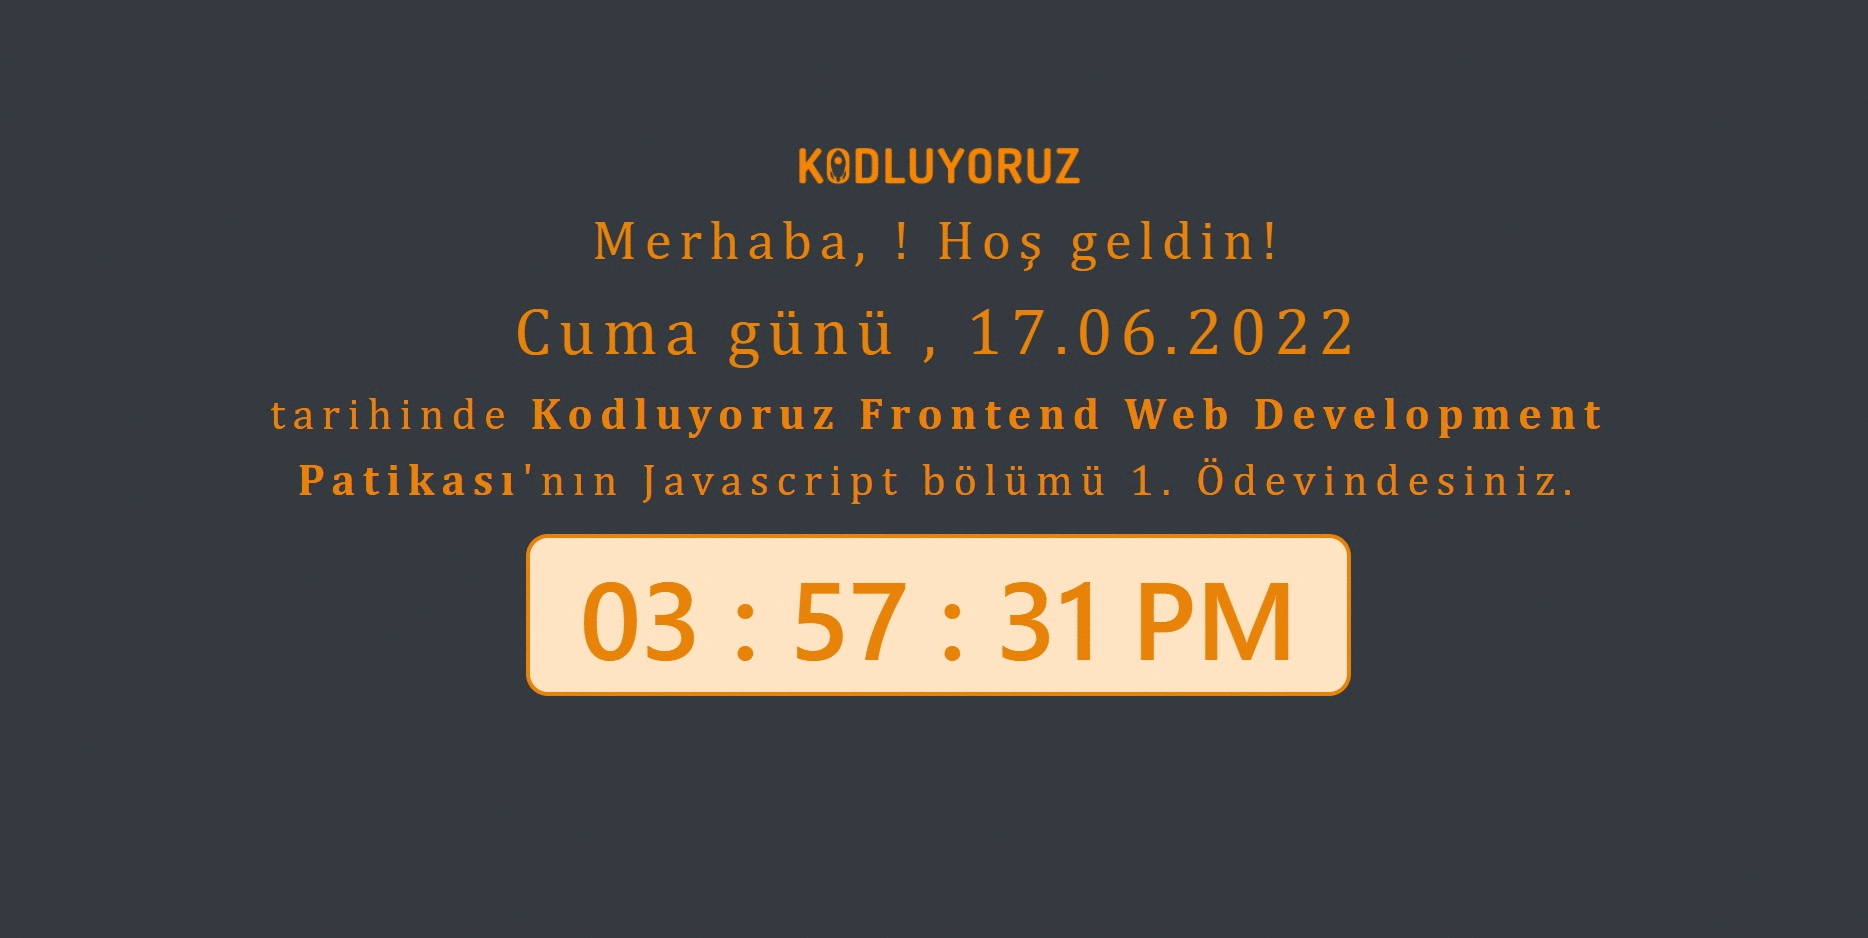 KODLUYORUZ
Merhaba, ! Hoş geldin!
Cuma günü , 17.06.2022
tarihinde Kodluyoruz Frontend Web Development
Patikası'nın Javascript bölümü 1. Ödevindesiniz.
03 : 57 : 31 PM